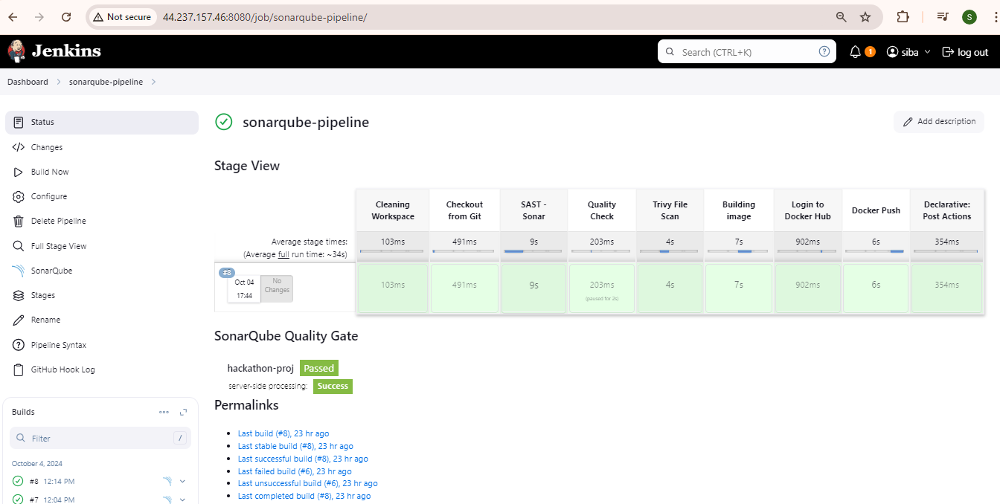 Not secure 44.237.157.46:8080/job/sonarqube-pipeline/
S
Jenkins
Search (CTRL+K)
?
1
siba
log out
Dashboard
sonarqube-pipeline
Status
Changes
Build Now
Configure
Delete Pipeline
Full Stage View
SonarQube
Stages
Rename
Pipeline Syntax
GitHub Hook Log
Builds
Filter
/
October 4, 2024
#8 12:14 PM
#7 12:04 PM
sonarqube-pipeline
Add description
Stage View
Cleaning Workspace
Checkout from Git
SAST - Sonar
Quality Check
Trivy File Scan
Building image
Login to Docker Hub
Docker Push
Declarative: Post Actions
Average stage times:
(Average full run time: ~34s)
103ms 491ms 9s 203ms 4s 7s 902ms 6s 354ms
#8
Oct 04
17:44
No Changes
103ms 491ms 9s 203ms 4s 7s 902ms 6s 354ms
(paused for 2s)
SonarQube Quality Gate
hackathon-proj Passed
server-side processing: Success
Permalinks
Last build (#8), 23 hr ago
Last stable build (#8), 23 hr ago
Last successful build (#8), 23 hr ago
Last failed build (#6), 23 hr ago
Last unsuccessful build (#6), 23 hr ago
Last completed build (#8), 23 hr ago